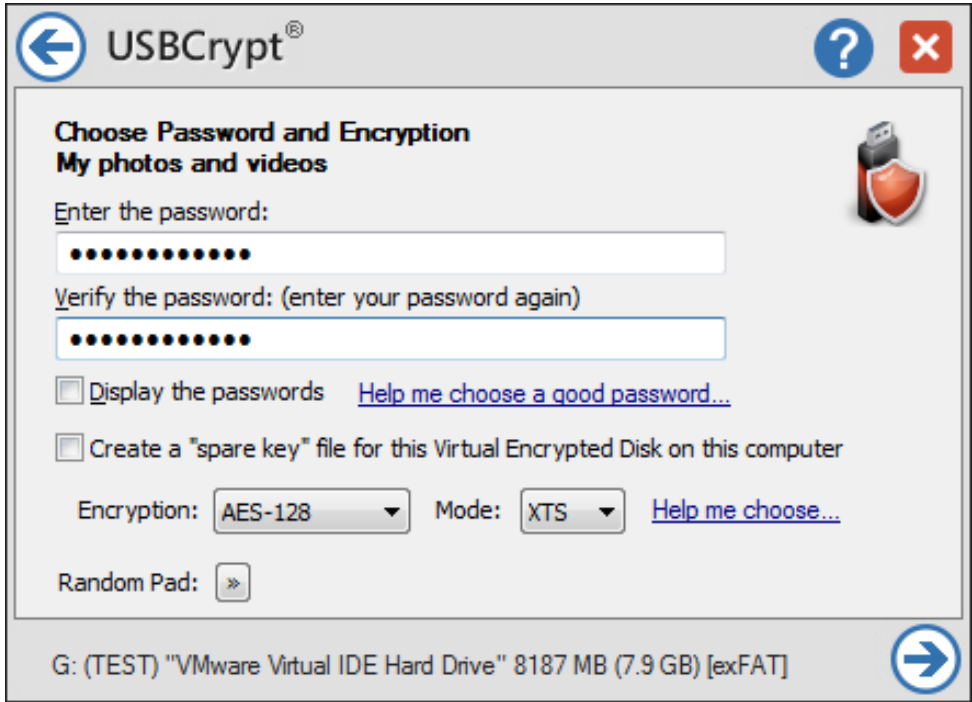 USBCrypt®
Choose Password and Encryption
My photos and videos
Enter the password:
●●●●●●●●●●●●
Verify the password: (enter your password again)
●●●●●●●●●●●●
Display the passwords Help me choose a good password...
Create a "spare key" file for this Virtual Encrypted Disk on this computer
Encryption: AES-128 Mode: XTS Help me choose...
Random Pad: »
G: (TEST) "VMware Virtual IDE Hard Drive" 8187 MB (7.9 GB) [exFAT]